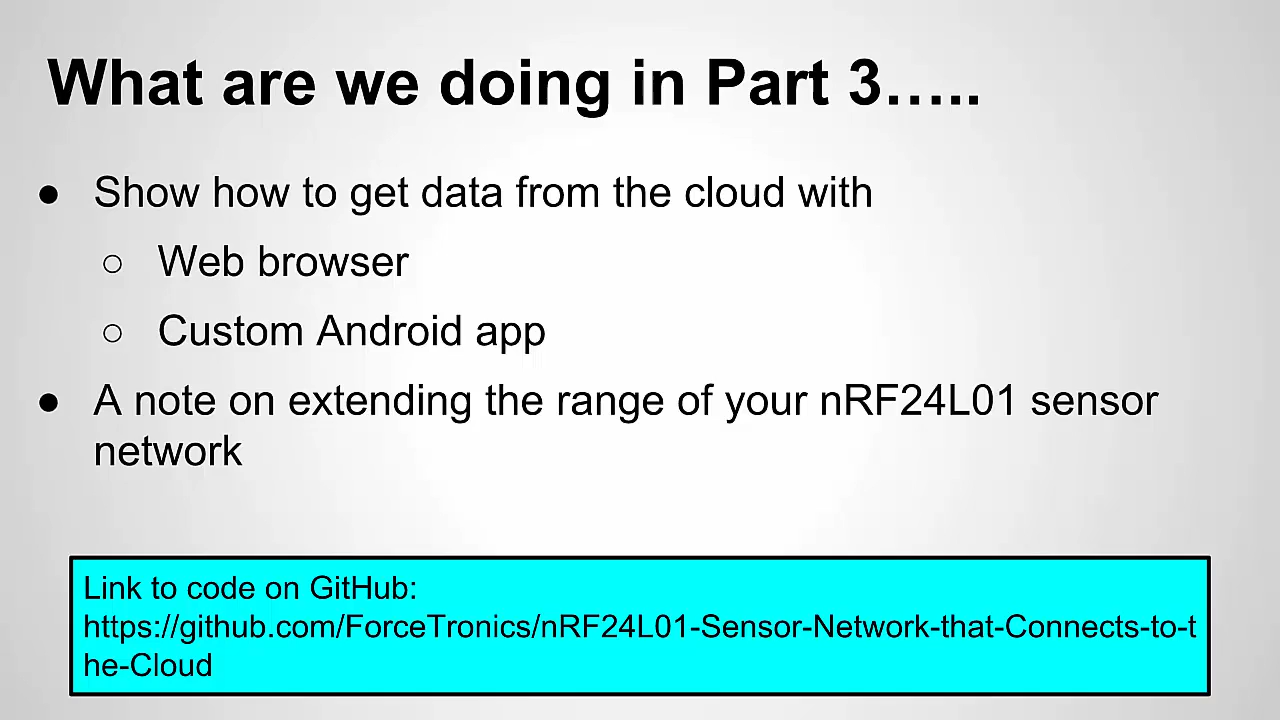 What are we doing in Part 3…..
● Show how to get data from the cloud with
○ Web browser
○ Custom Android app
● A note on extending the range of your nRF24L01 sensor
network
Link to code on GitHub:
https://github.com/ForceTronics/nRF24L01-Sensor-Network-that-Connects-to-t
he-Cloud